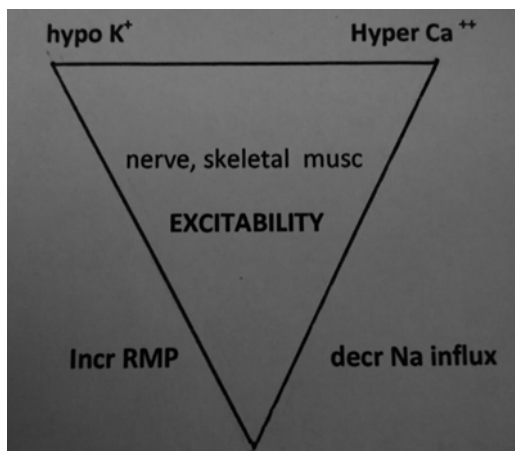 hypo K⁺
Hyper Ca ⁺⁺
nerve, skeletal musc
EXCITABILITY
Incr RMP
decr Na influx